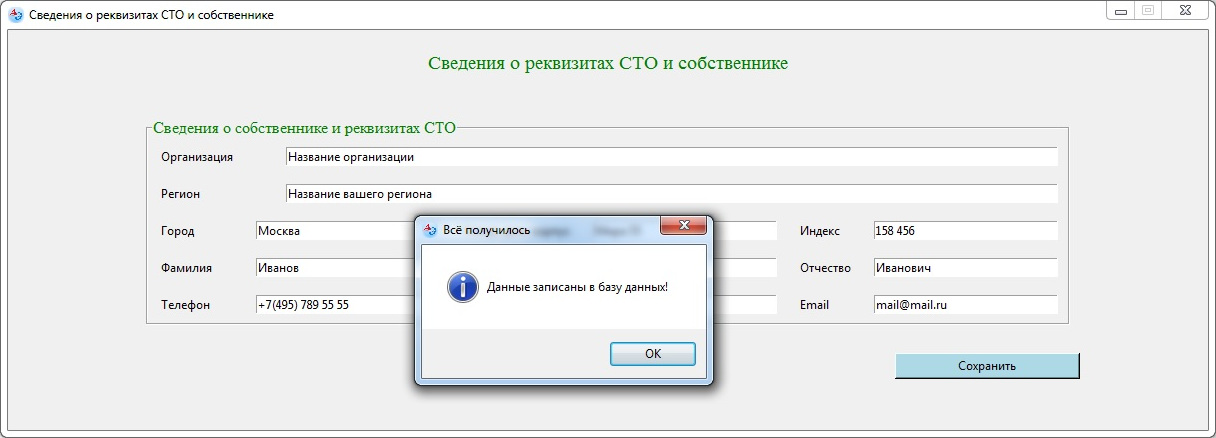 Сведения о реквизитах СТО и собственнике
Сведения о реквизитах СТО и собственнике
Сведения о собственнике и реквизитах СТО
Организация Название организации
Регион Название вашего региона
Город Москва Индекс 158 456
Всё получилось
Фамилия Иванов Отчество Иванович
Данные записаны в базу данных!
Телефон +7(495) 789 55 55 Email mail@mail.ru
OK
Сохранить